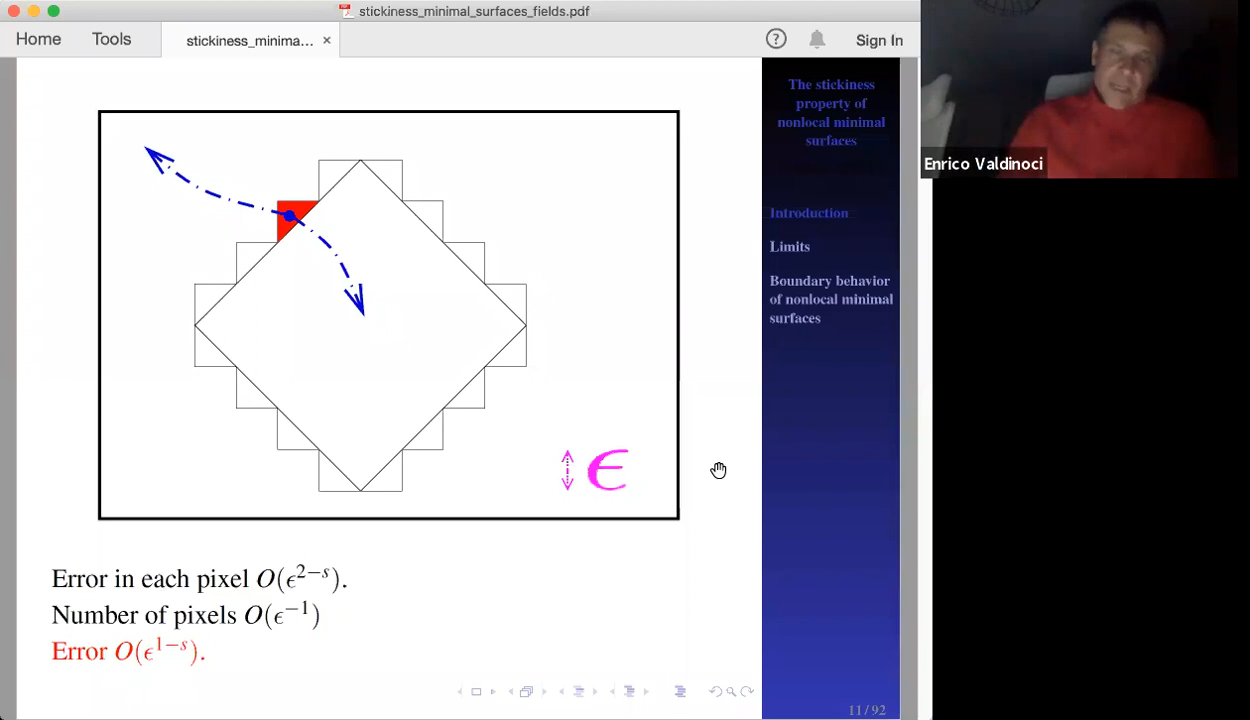 stickiness_minimal_surfaces_fields.pdf
Home Tools stickiness_minima... × ? Sign In
The stickiness
property of
nonlocal minimal
surfaces
Enrico Valdinoci
Introduction
Limits
Boundary behavior
of nonlocal minimal
surfaces
ϵ
Error in each pixel O(ϵ^{2−s}).
Number of pixels O(ϵ^{−1})
Error O(ϵ^{1−s}).
11/92